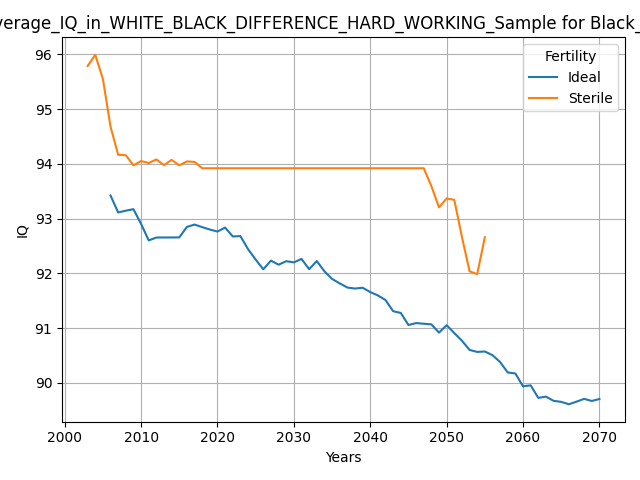 verage_IQ_in_WHITE_BLACK_DIFFERENCE_HARD_WORKING_Sample for Black_
Fertility
Ideal
Sterile
96
95
94
93
92
91
90
IQ
2000 2010 2020 2030 2040 2050 2060 2070
Years